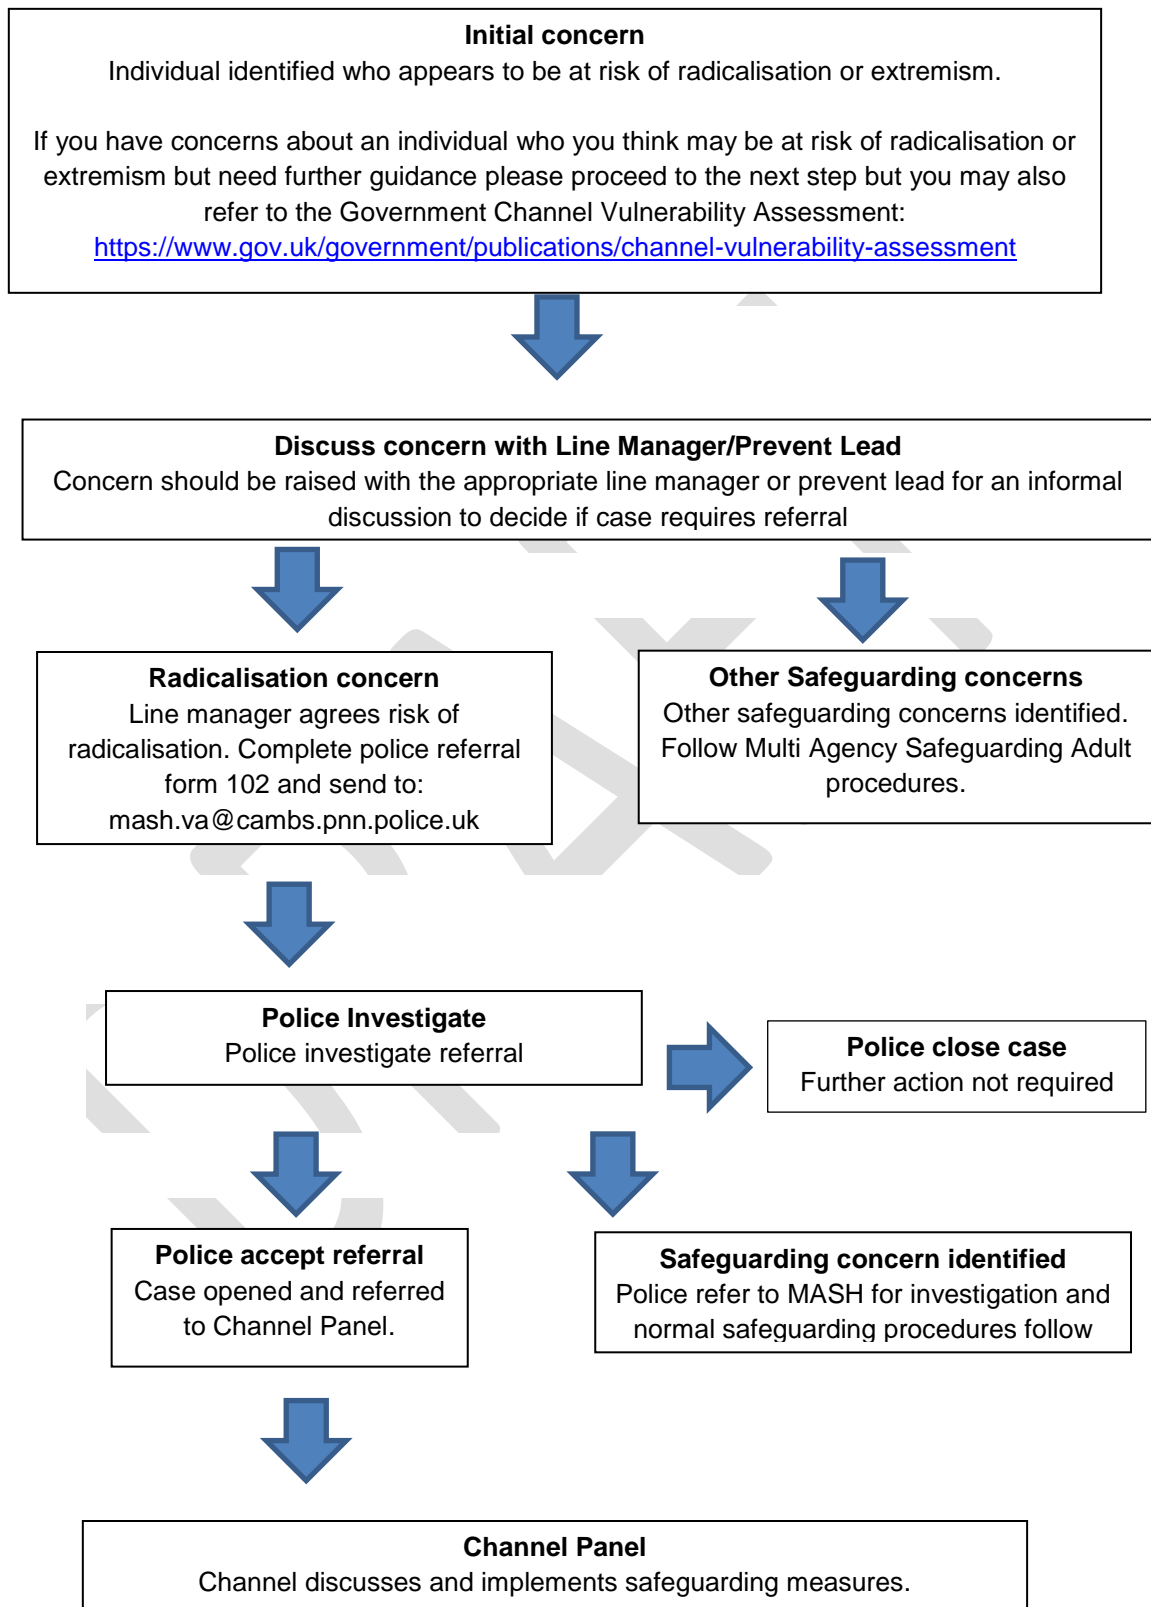 Initial concern
Individual identified who appears to be at risk of radicalisation or extremism.
If you have concerns about an individual who you think may be at risk of radicalisation or
extremism but need further guidance please proceed to the next step but you may also
refer to the Government Channel Vulnerability Assessment:
https://www.gov.uk/government/publications/channel-vulnerability-assessment
Discuss concern with Line Manager/Prevent Lead
Concern should be raised with the appropriate line manager or prevent lead for an informal
discussion to decide if case requires referral
Radicalisation concern
Line manager agrees risk of
radicalisation. Complete police referral
form 102 and send to:
mash.va@cambs.pnn.police.uk
Other Safeguarding concerns
Other safeguarding concerns identified.
Follow Multi Agency Safeguarding Adult
procedures.
Police Investigate
Police investigate referral
Police close case
Further action not required
Police accept referral
Case opened and referred
to Channel Panel.
Safeguarding concern identified
Police refer to MASH for investigation and
normal safeguarding procedures follow
Channel Panel
Channel discusses and implements safeguarding measures.